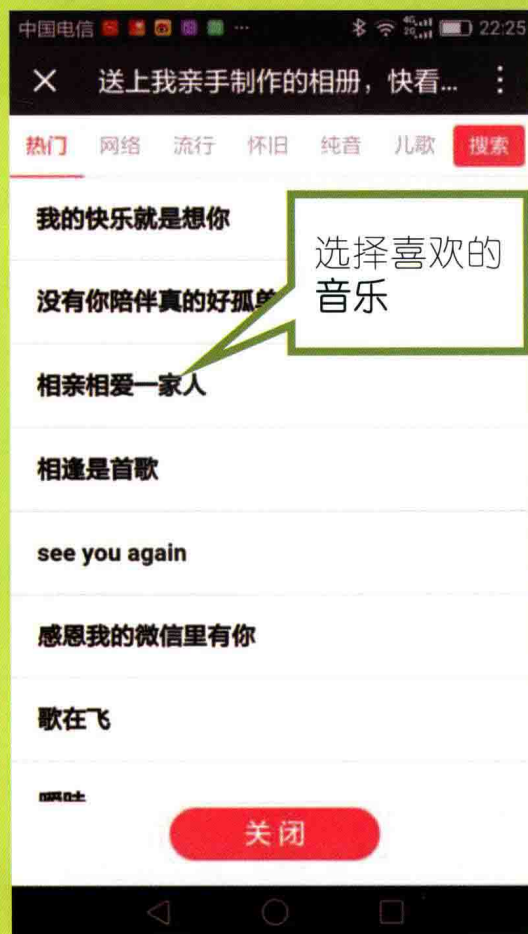 中国电信 ... 4G 2G 22:25
送上我亲手制作的相册，快看...
热门 网络 流行 怀旧 纯音 儿歌 搜索
我的快乐就是想你
选择喜欢的
音乐
没有你陪伴真的好孤单
相亲相爱一家人
相逢是首歌
see you again
感恩我的微信里有你
歌在飞
关闭